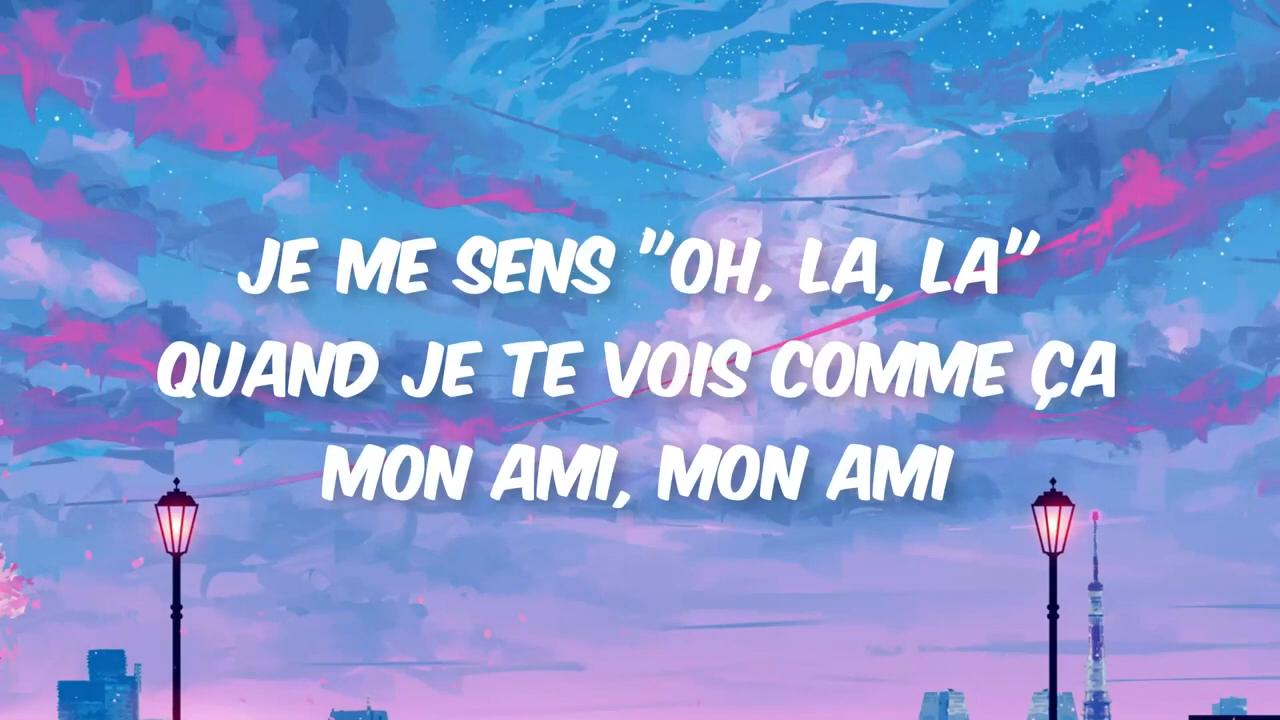 JE ME SENS "OH, LA, LA"
QUAND JE TE VOIS COMME ÇA
MON AMI, MON AMI